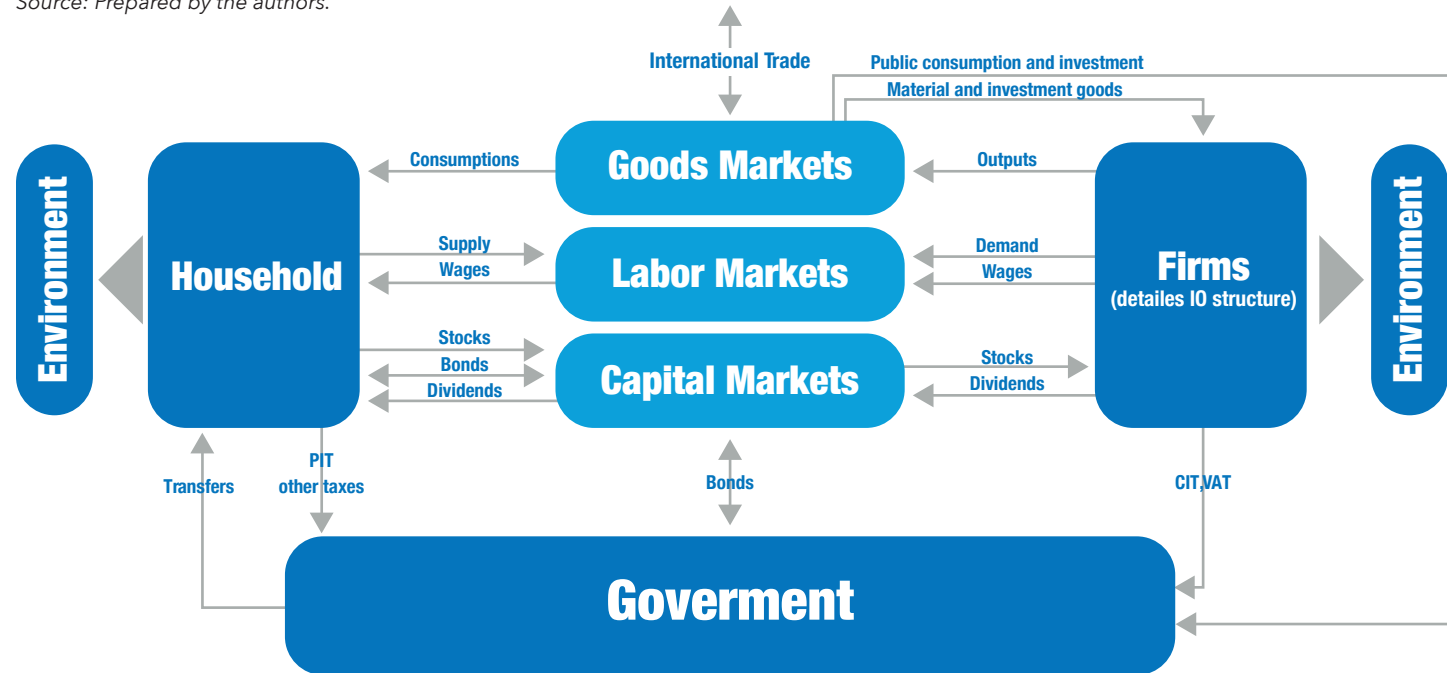 Source: Prepared by the authors.
International Trade
Public consumption and investment
Material and investment goods
Environment
Household
Consumptions
Goods Markets
Outputs
Supply
Wages
Labor Markets
Demand
Wages
Firms
(detailes IO structure)
Environment
Stocks
Bonds
Dividends
Capital Markets
Stocks
Dividends
Transfers
PIT
other taxes
Bonds
CIT,VAT
Goverment